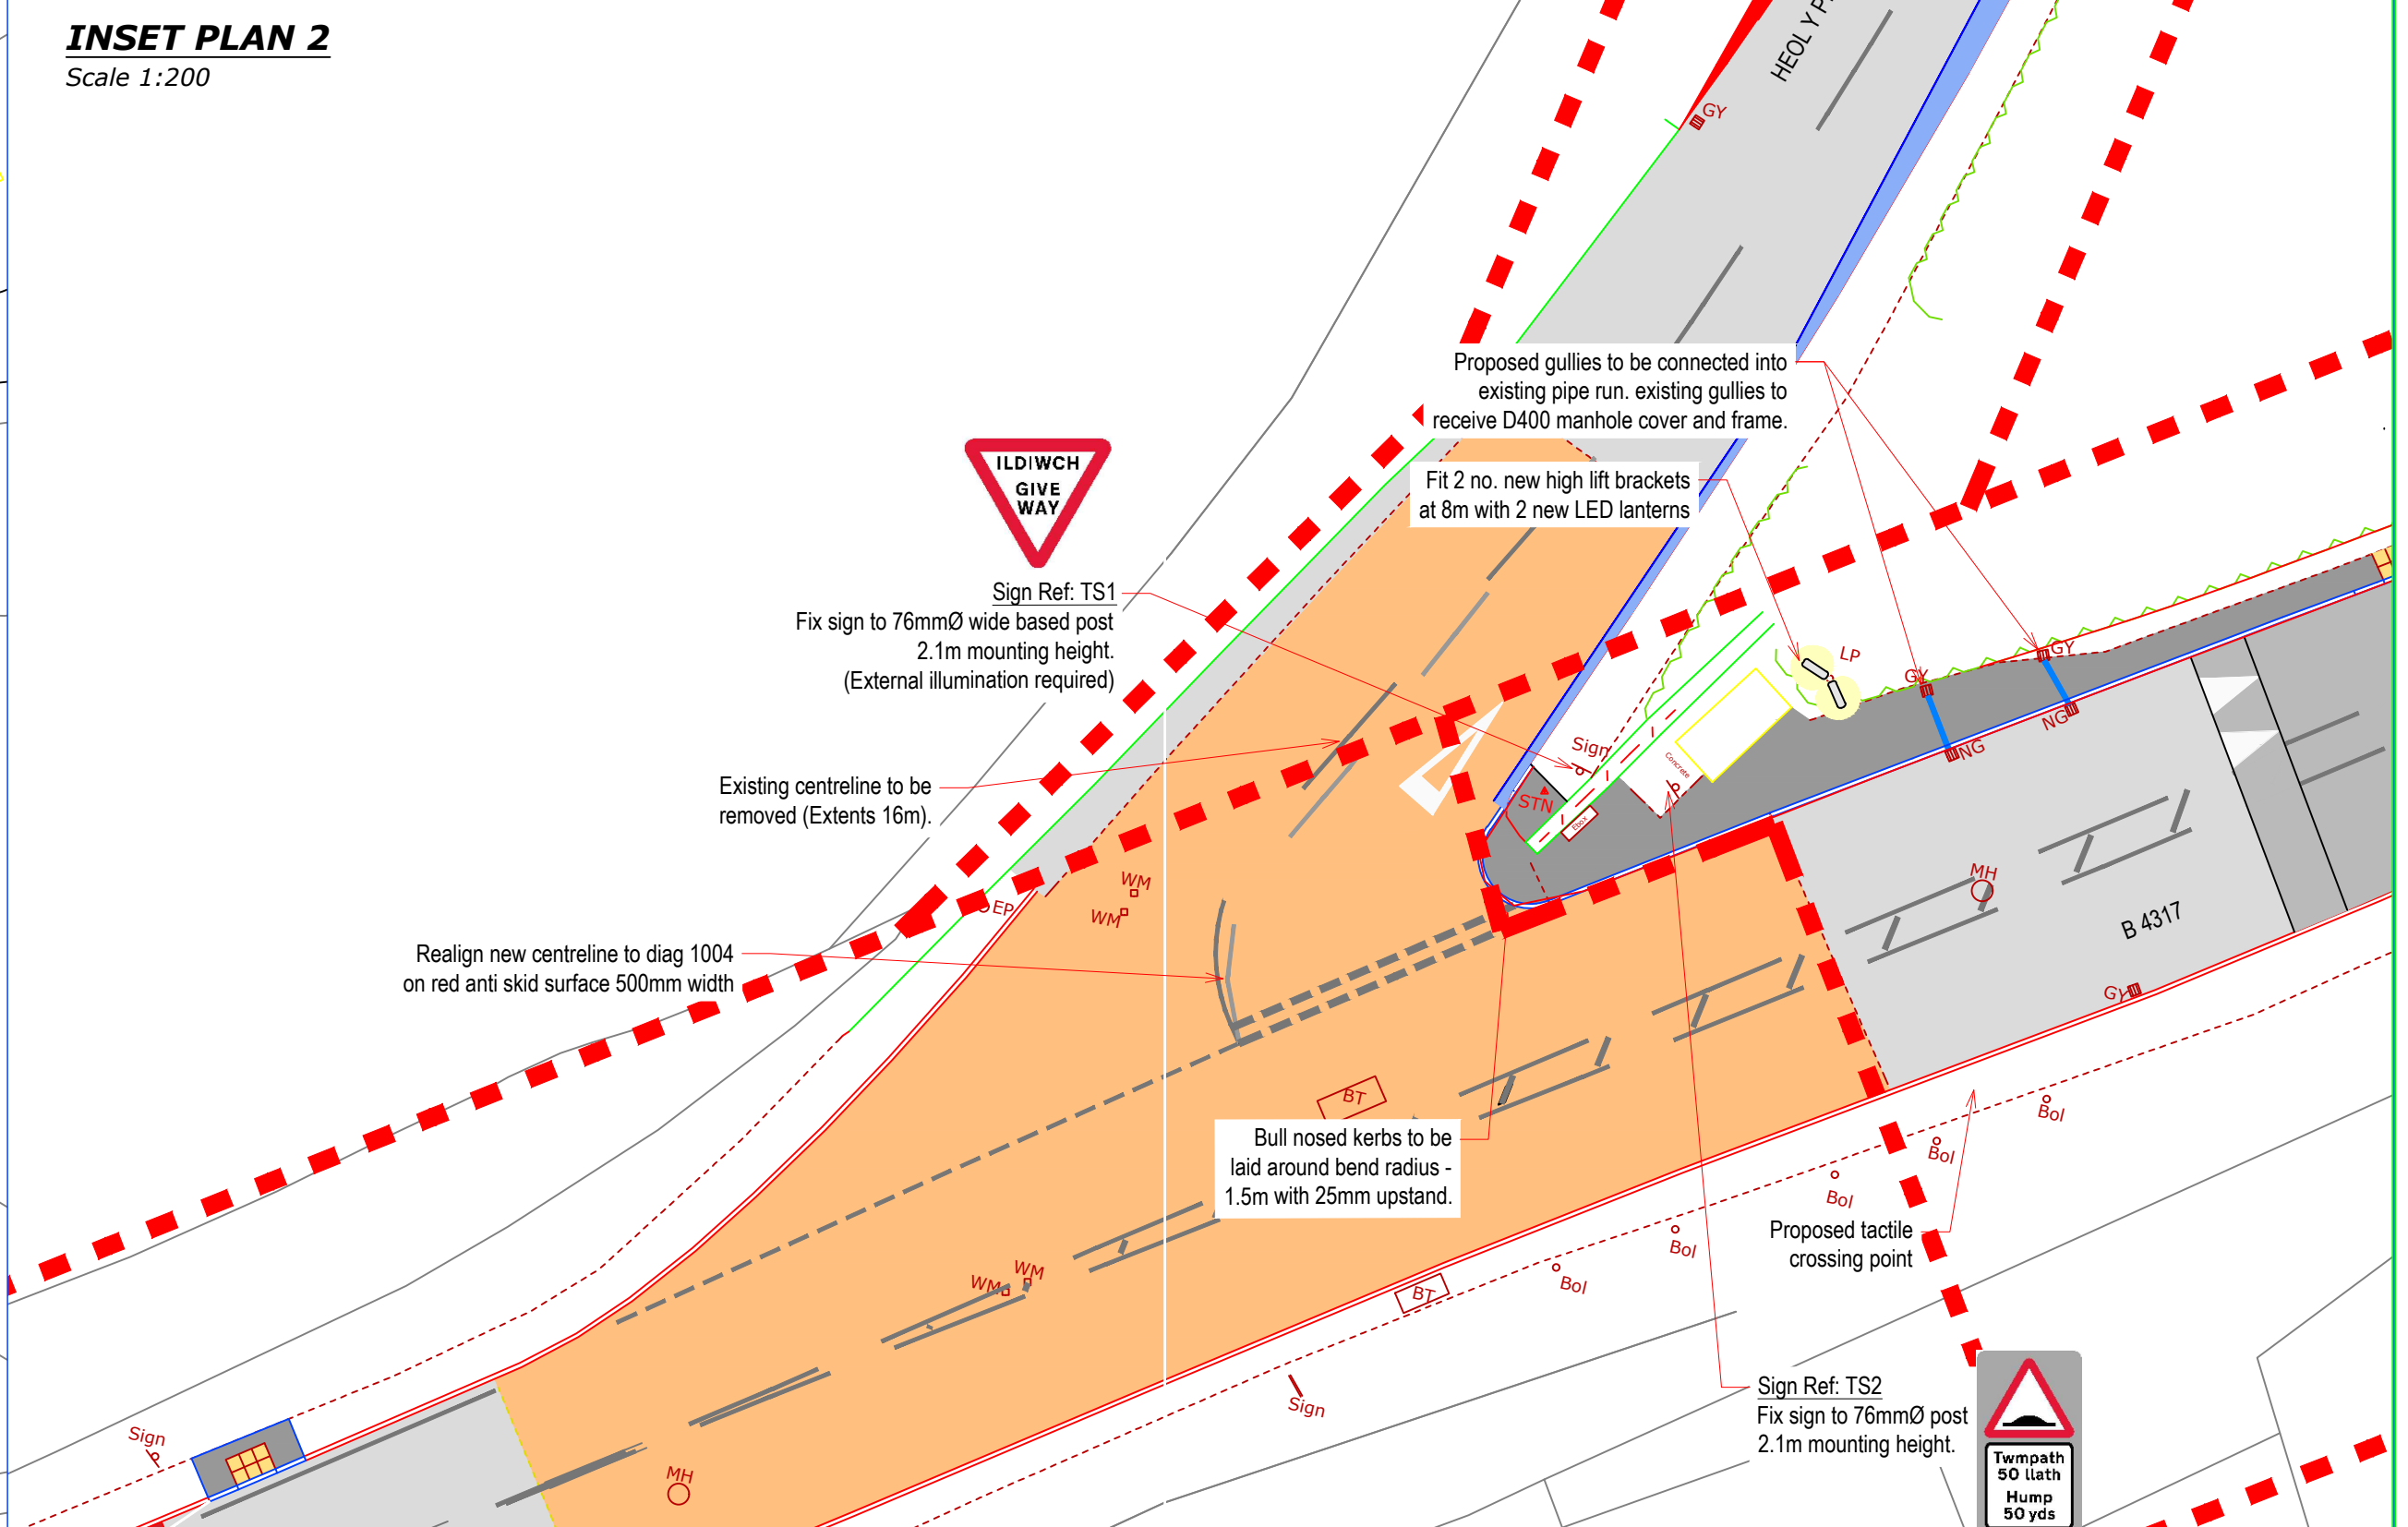 INSET PLAN 2
Scale 1:200
HEOL Y
GY
Proposed gullies to be connected into
existing pipe run. existing gullies to
receive D400 manhole cover and frame.
Fit 2 no. new high lift brackets
at 8m with 2 new LED lanterns
ILDIWCH
GIVE
WAY
Sign Ref: TS1
Fix sign to 76mmØ wide based post
2.1m mounting height.
(External illumination required)
LP
GY
GY
NG
NG
Sign
Concrete
STN
Ebox
Existing centreline to be
removed (Extents 16m).
WM
WM
EP
MH
B 4317
Realign new centreline to diag 1004
on red anti skid surface 500mm width
GY
BT
Bull nosed kerbs to be
laid around bend radius -
1.5m with 25mm upstand.
Bol
Bol
Bol
Bol
Bol
Proposed tactile
crossing point
WM
WM
BT
Sign
Sign
MH
Sign Ref: TS2
Fix sign to 76mmØ post
2.1m mounting height.
Twmpath
50 llath
Hump
50 yds